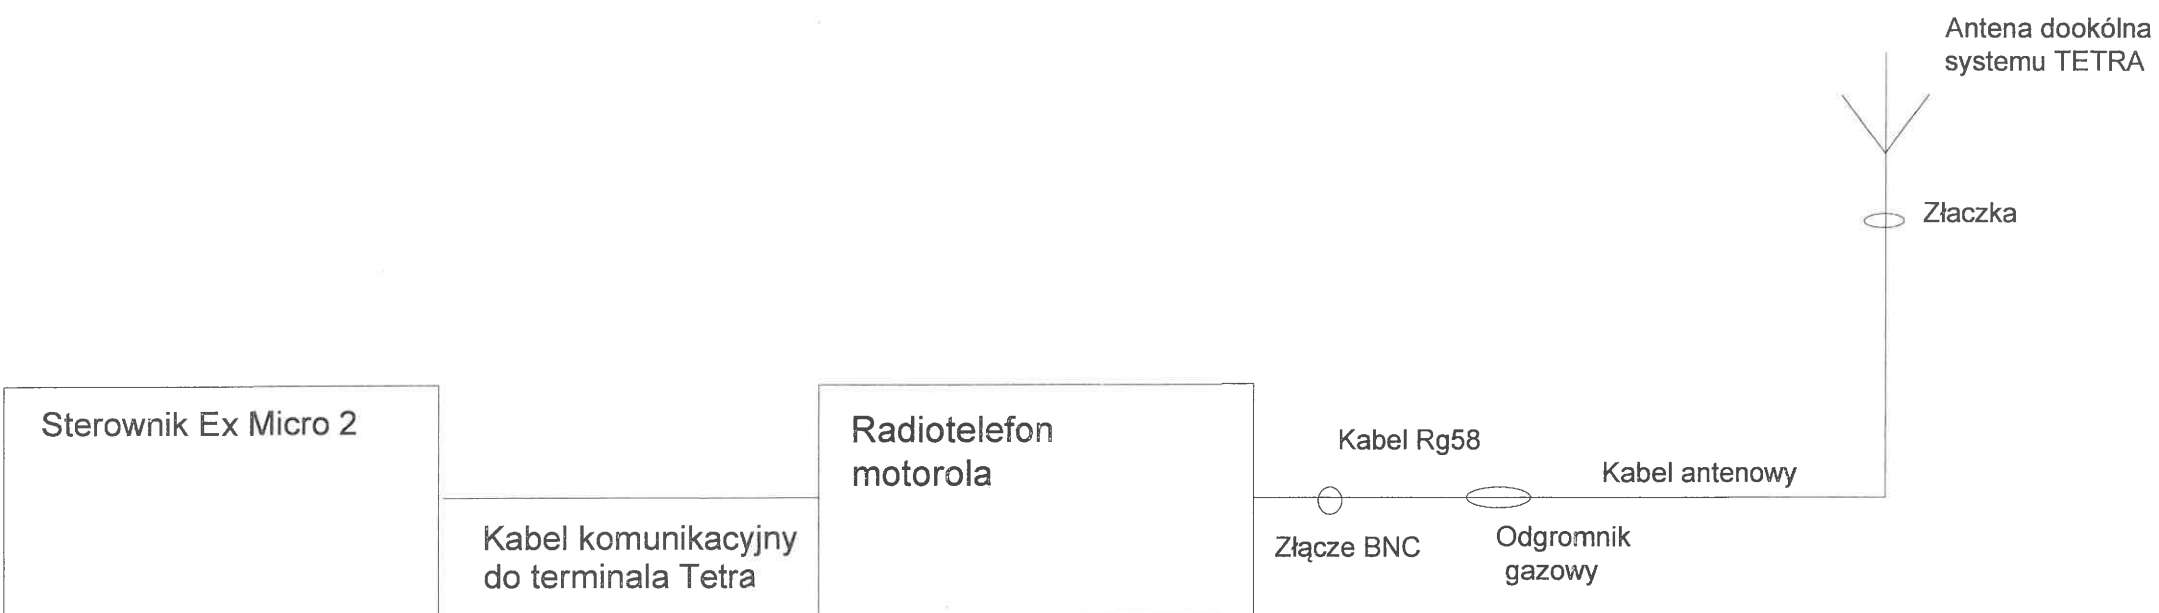 Antena dookólna
systemu TETRA
Złaczka
Sterownik Ex Micro 2
Radiotelefon
motorola
Kabel Rg58
Kabel antenowy
Kabel komunikacyjny
do terminala Tetra
Złącze BNC
Odgromnik
gazowy